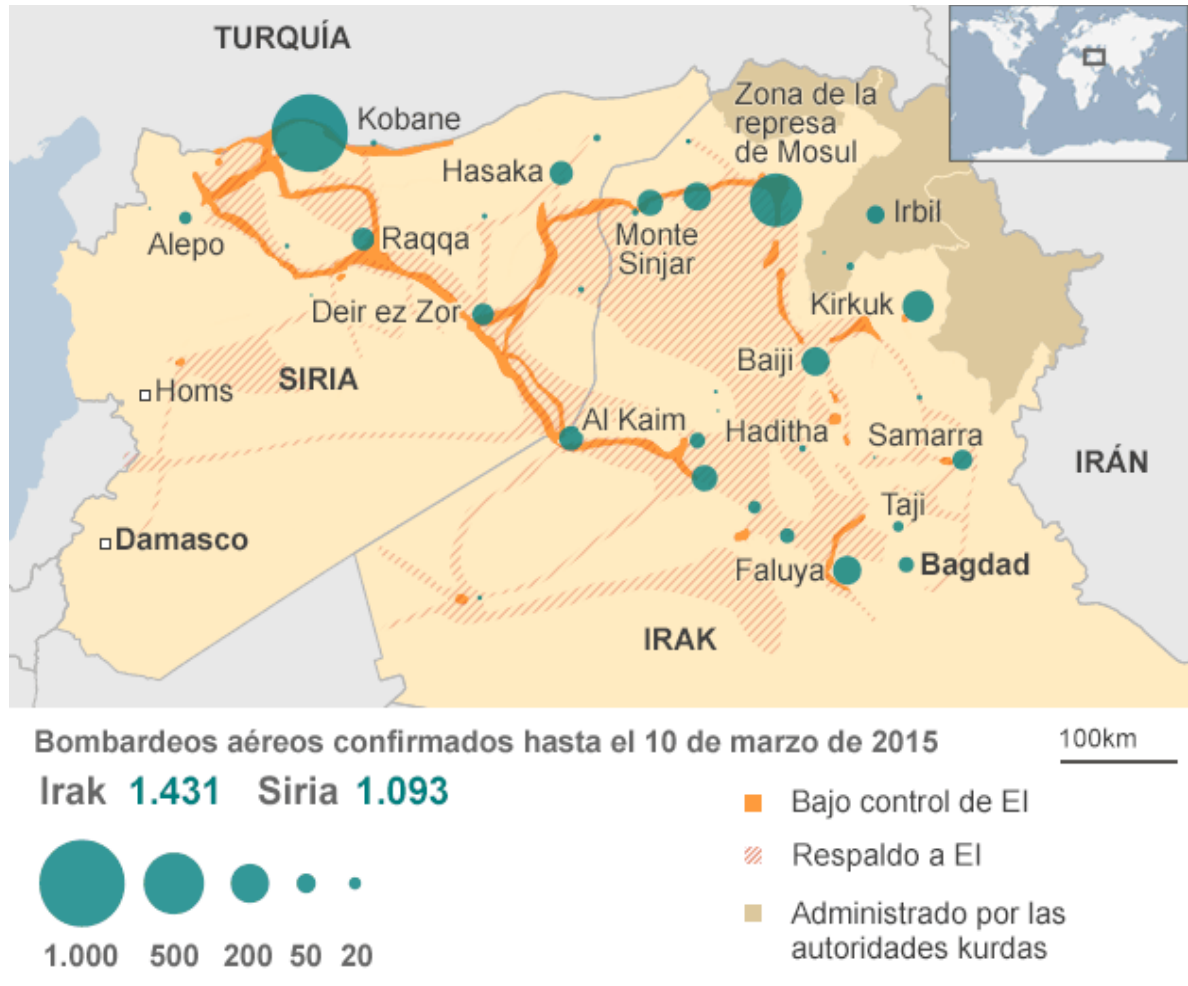 TURQUÍA
Kobane
Zona de la
represa
de Mosul
Hasaka
Irbil
Alepo
Raqqa
Monte
Sinjar
Kirkuk
Deir ez Zor
Baiji
SIRIA
Homs
Al Kaim
Haditha
Samarra
IRÁN
Taji
Damasco
Faluya
Bagdad
IRAK
Bombardeos aéreos confirmados hasta el 10 de marzo de 2015
100km
Irak 1.431 Siria 1.093
Bajo control de EI
Respaldo a EI
Administrado por las
autoridades kurdas
1.000 500 200 50 20